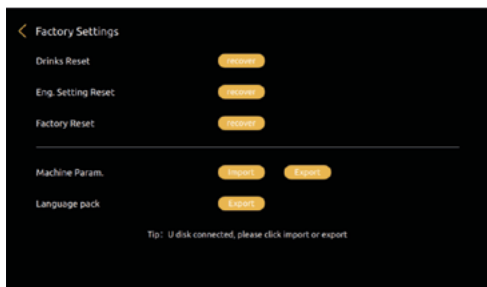 Factory Settings
Drinks Reset recover
Eng. Setting Reset recover
Factory Reset recover
Machine Param. Import Export
Language pack Export
Tip: U disk connected, please click import or export